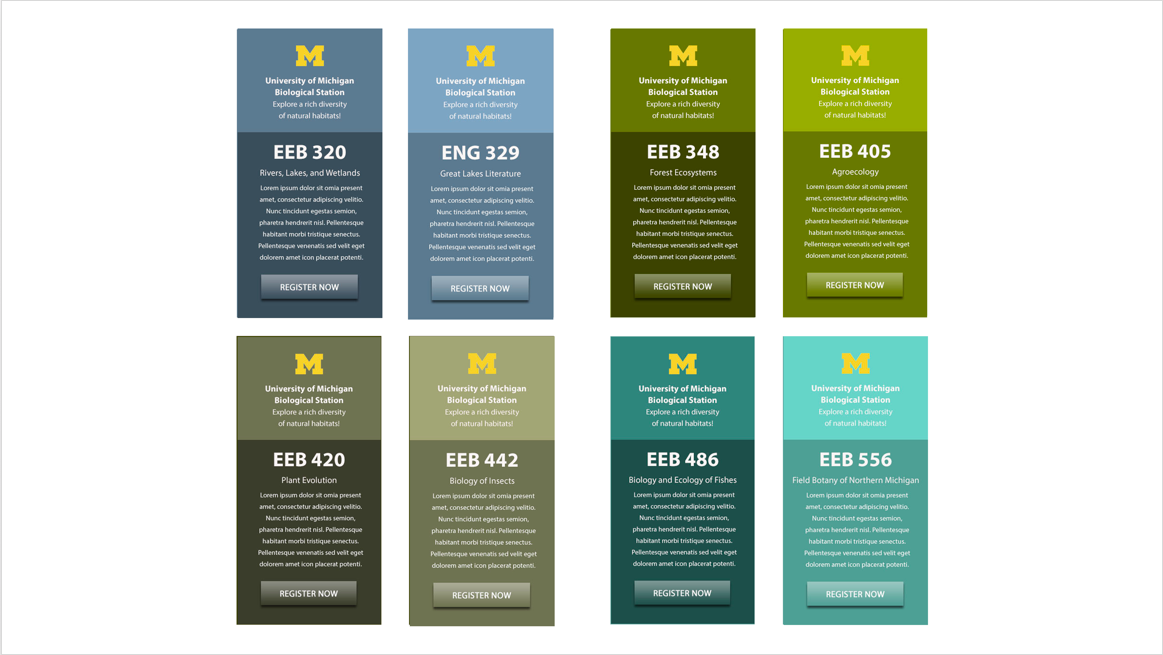 M
University of Michigan
Biological Station
Explore a rich diversity
of natural habitats!
EEB 320
Rivers, Lakes, and Wetlands
Lorem ipsum dolor sit omia present
amet, consectetur adipiscing velitio.
Nunc tincidunt egestas semion,
pharetra hendrerit nisl. Pellentesque
habitant morbi tristique senectus.
Pellentesque venenatis sed velit eget
dolorem amet icon placerat potenti.
REGISTER NOW
M
University of Michigan
Biological Station
Explore a rich diversity
of natural habitats!
ENG 329
Great Lakes Literature
Lorem ipsum dolor sit omia present
amet, consectetur adipiscing velitio.
Nunc tincidunt egestas semion,
pharetra hendrerit nisl. Pellentesque
habitant morbi tristique senectus.
Pellentesque venenatis sed velit eget
dolorem amet icon placerat potenti.
REGISTER NOW
M
University of Michigan
Biological Station
Explore a rich diversity
of natural habitats!
EEB 348
Forest Ecosystems
Lorem ipsum dolor sit omia present
amet, consectetur adipiscing velitio.
Nunc tincidunt egestas semion,
pharetra hendrerit nisl. Pellentesque
habitant morbi tristique senectus.
Pellentesque venenatis sed velit eget
dolorem amet icon placerat potenti.
REGISTER NOW
M
University of Michigan
Biological Station
Explore a rich diversity
of natural habitats!
EEB 405
Agroecology
Lorem ipsum dolor sit omia present
amet, consectetur adipiscing velitio.
Nunc tincidunt egestas semion,
pharetra hendrerit nisl. Pellentesque
habitant morbi tristique senectus.
Pellentesque venenatis sed velit eget
dolorem amet icon placerat potenti.
REGISTER NOW
M
University of Michigan
Biological Station
Explore a rich diversity
of natural habitats!
EEB 420
Plant Evolution
Lorem ipsum dolor sit omia present
amet, consectetur adipiscing velitio.
Nunc tincidunt egestas semion,
pharetra hendrerit nisl. Pellentesque
habitant morbi tristique senectus.
Pellentesque venenatis sed velit eget
dolorem amet icon placerat potenti.
REGISTER NOW
M
University of Michigan
Biological Station
Explore a rich diversity
of natural habitats!
EEB 442
Biology of Insects
Lorem ipsum dolor sit omia present
amet, consectetur adipiscing velitio.
Nunc tincidunt egestas semion,
pharetra hendrerit nisl. Pellentesque
habitant morbi tristique senectus.
Pellentesque venenatis sed velit eget
dolorem amet icon placerat potenti.
REGISTER NOW
M
University of Michigan
Biological Station
Explore a rich diversity
of natural habitats!
EEB 486
Biology and Ecology of Fishes
Lorem ipsum dolor sit omia present
amet, consectetur adipiscing velitio.
Nunc tincidunt egestas semion,
pharetra hendrerit nisl. Pellentesque
habitant morbi tristique senectus.
Pellentesque venenatis sed velit eget
dolorem amet icon placerat potenti.
REGISTER NOW
M
University of Michigan
Biological Station
Explore a rich diversity
of natural habitats!
EEB 556
Field Botany of Northern Michigan
Lorem ipsum dolor sit omia present
amet, consectetur adipiscing velitio.
Nunc tincidunt egestas semion,
pharetra hendrerit nisl. Pellentesque
habitant morbi tristique senectus.
Pellentesque venenatis sed velit eget
dolorem amet icon placerat potenti.
REGISTER NOW